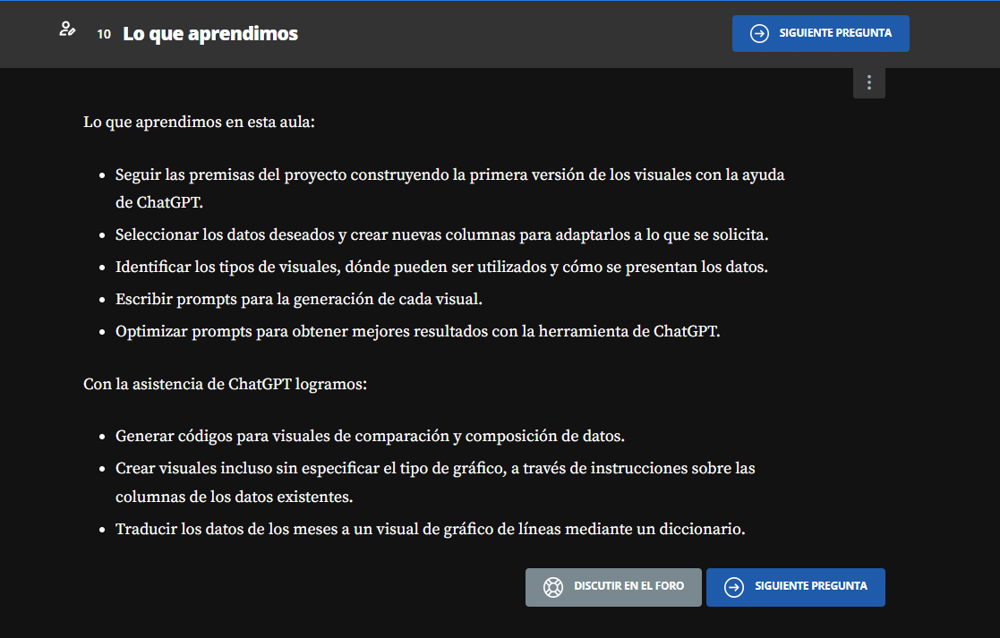 10 Lo que aprendimos
SIGUIENTE PREGUNTA
Lo que aprendimos en esta aula:
• Seguir las premisas del proyecto construyendo la primera versión de los visuales con la ayuda
de ChatGPT.
• Seleccionar los datos deseados y crear nuevas columnas para adaptarlos a lo que se solicita.
• Identificar los tipos de visuales, dónde pueden ser utilizados y cómo se presentan los datos.
• Escribir prompts para la generación de cada visual.
• Optimizar prompts para obtener mejores resultados con la herramienta de ChatGPT.
Con la asistencia de ChatGPT logramos:
• Generar códigos para visuales de comparación y composición de datos.
• Crear visuales incluso sin especificar el tipo de gráfico, a través de instrucciones sobre las
columnas de los datos existentes.
• Traducir los datos de los meses a un visual de gráfico de líneas mediante un diccionario.
DISCUTIR EN EL FORO
SIGUIENTE PREGUNTA